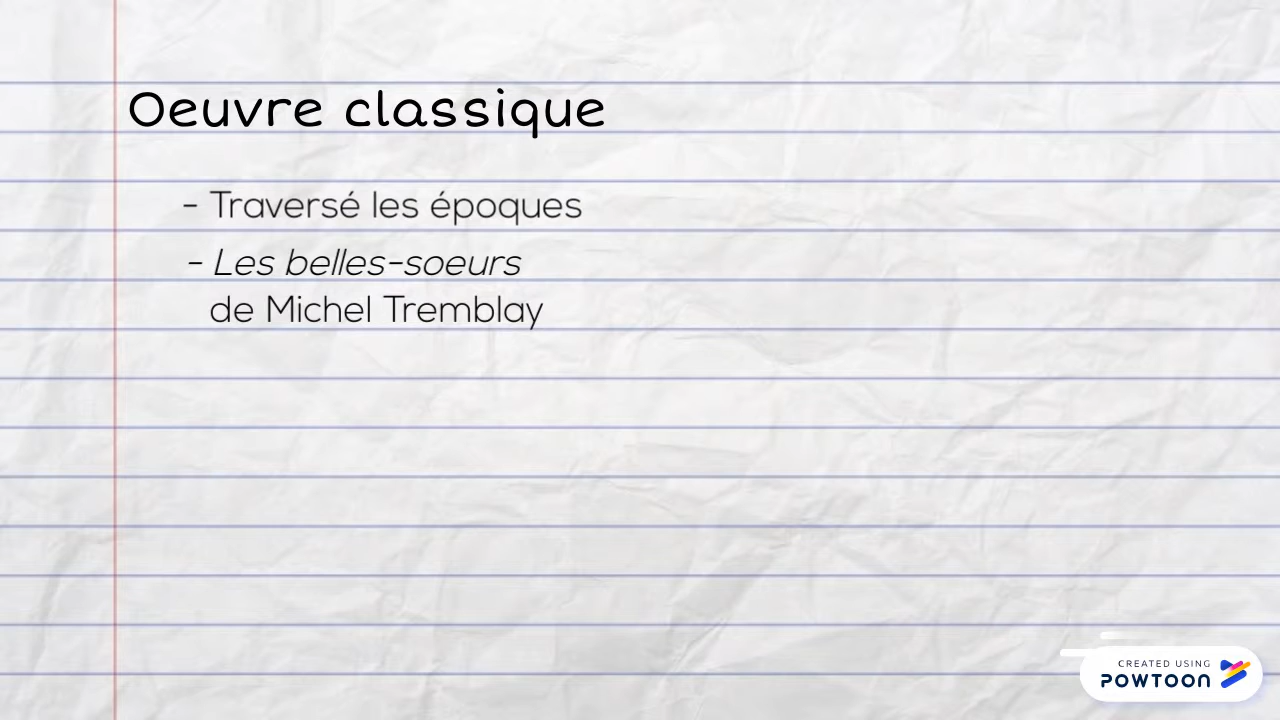 Oeuvre classique
- Traversé les époques
- Les belles-soeurs
de Michel Tremblay
CREATED USING
POWTOON